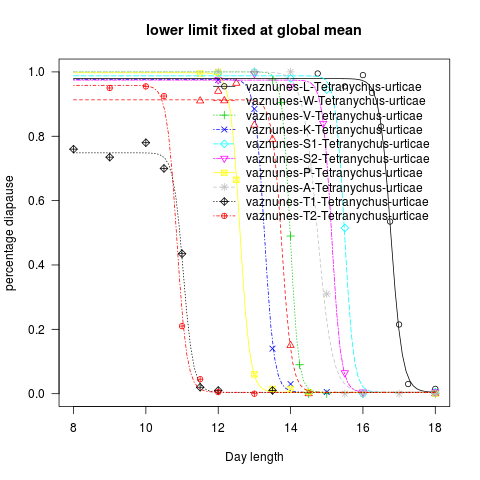 lower limit fixed at global mean
percentage diapause
1.0
0.8
0.6
0.4
0.2
0.0
vaznunes-L-Tetranychus-urticae
vaznunes-W-Tetranychus-urticae
vaznunes-V-Tetranychus-urticae
vaznunes-K-Tetranychus-urticae
vaznunes-S1-Tetranychus-urticae
vaznunes-S2-Tetranychus-urticae
vaznunes-P-Tetranychus-urticae
vaznunes-A-Tetranychus-urticae
vaznunes-T1-Tetranychus-urticae
vaznunes-T2-Tetranychus-urticae
8 10 12 14 16 18
Day length